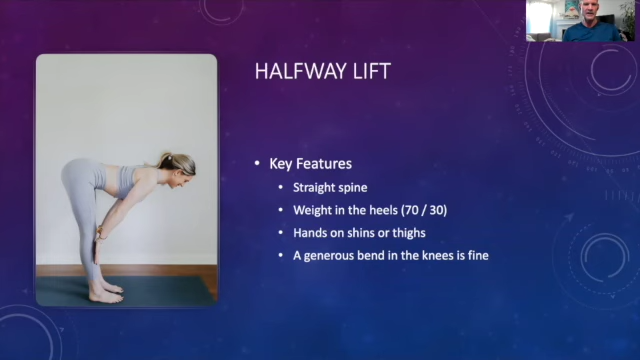 HALFWAY LIFT
• Key Features
• Straight spine
• Weight in the heels (70 / 30)
• Hands on shins or thighs
• A generous bend in the knees is fine